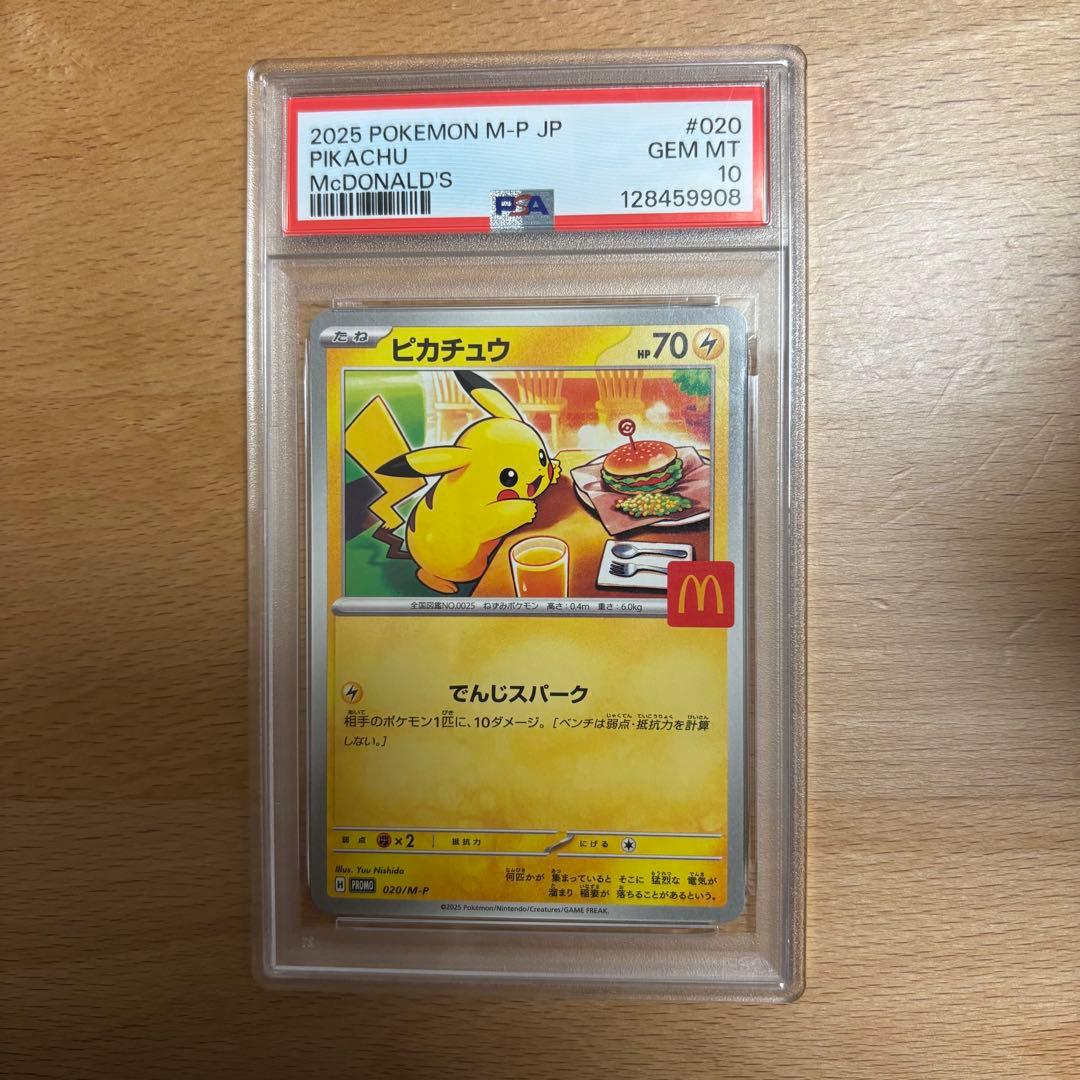 2025 POKEMON M-P JP #020
PIKACHU GEM MT
McDONALD'S 10
PSA 128459908
たね ピカチュウ HP 70
全国図鑑NO.0025 ねずみポケモン 高さ:0.4m 重さ:6.0kg
でんじスパーク
相手のポケモン1匹に、10ダメージ。[ベンチは弱点・抵抗力を計算
しない。]
弱点 ×2 抵抗力 にげる
Illus. Yuu Nishida
何匹かが 集まっていると そこに 猛烈な 電気が
溜まり 稲妻が 落ちることがあるという。
H PROMO 020/M-P
©2025 Pokémon/Nintendo/Creatures/GAME FREAK.